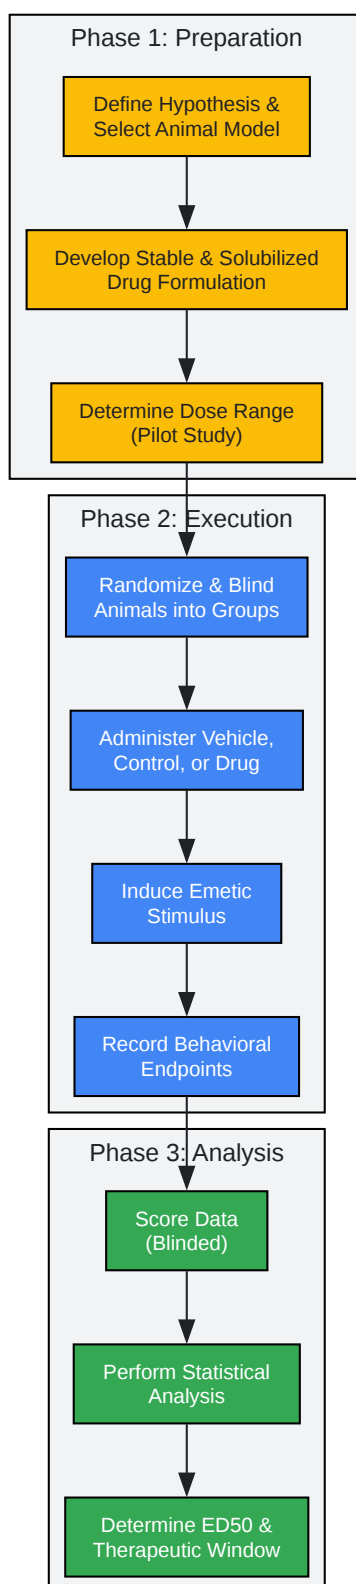 Phase 1: Preparation
Define Hypothesis &
Select Animal Model
Develop Stable & Solubilized
Drug Formulation
Determine Dose Range
(Pilot Study)
Phase 2: Execution
Randomize & Blind
Animals into Groups
Administer Vehicle,
Control, or Drug
Induce Emetic
Stimulus
Record Behavioral
Endpoints
Phase 3: Analysis
Score Data
(Blinded)
Perform Statistical
Analysis
Determine ED50 &
Therapeutic Window